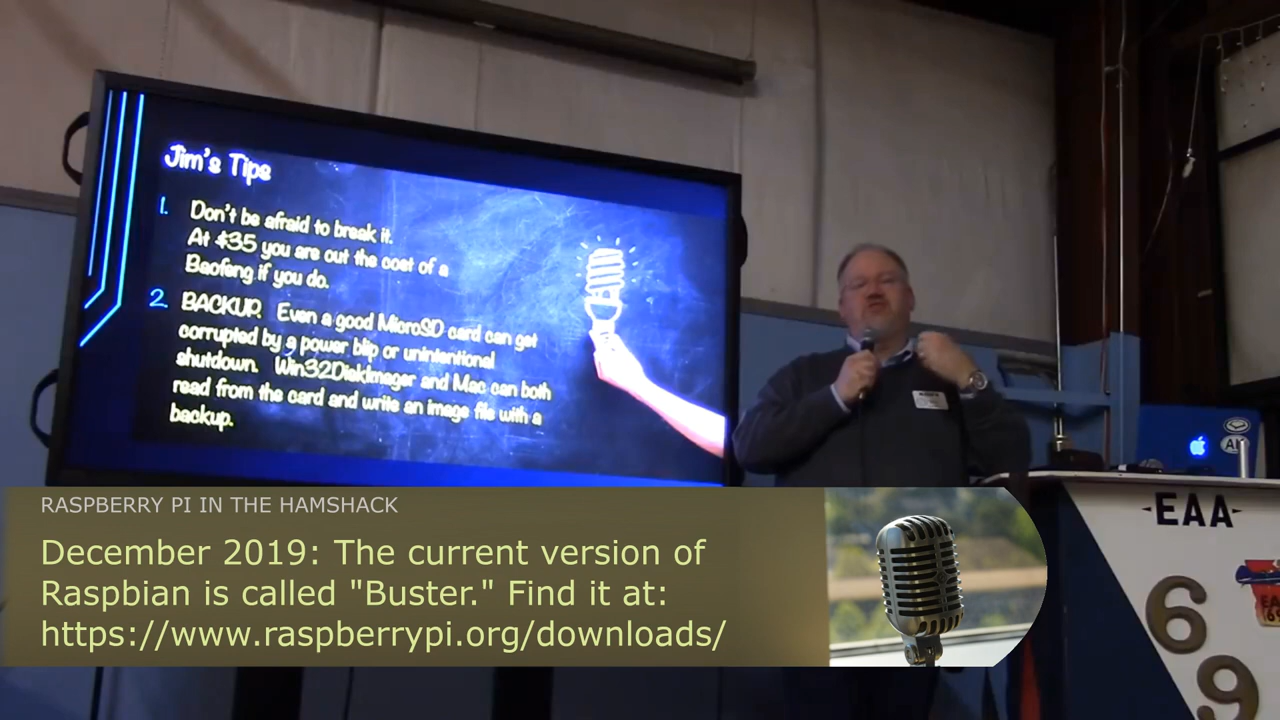 Jim's Tips
1. Don't be afraid to break it.
At $35 you are out the cost of a
Baofeng if you do.
2. BACKUP. Even a good MicroSD card can get
corrupted by a power blip or unintentional
shutdown. Win32DiskImager and Mac can both
read from the card and write an image file with a
backup.
RASPBERRY PI IN THE HAMSHACK
December 2019: The current version of
Raspbian is called "Buster." Find it at:
https://www.raspberrypi.org/downloads/
EAA
69